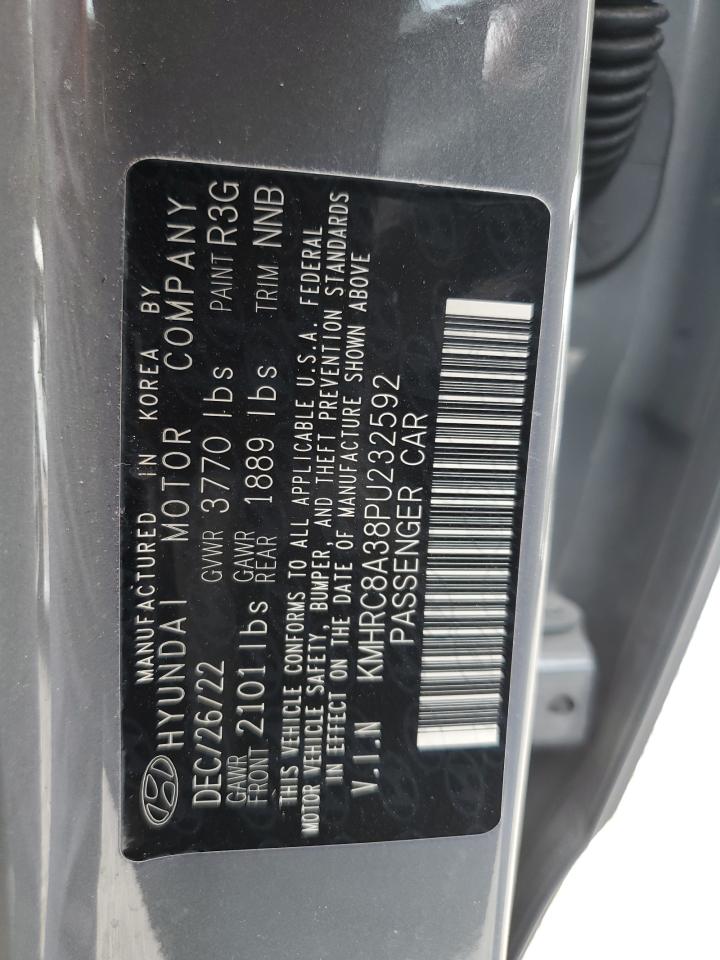 MANUFACTURED IN KOREA BY
HYUNDAI MOTOR COMPANY
DEC/26/22 GVWR 3770 lbs PAINT R3G
GAWR FRONT 2101 lbs GAWR REAR 1889 lbs TRIM NNB
THIS VEHICLE CONFORMS TO ALL APPLICABLE U.S.A. FEDERAL
MOTOR VEHICLE SAFETY, BUMPER, AND THEFT PREVENTION STANDARDS
IN EFFECT ON THE DATE OF MANUFACTURE SHOWN ABOVE
V.I.N KMHRC8A38PU232592
PASSENGER CAR